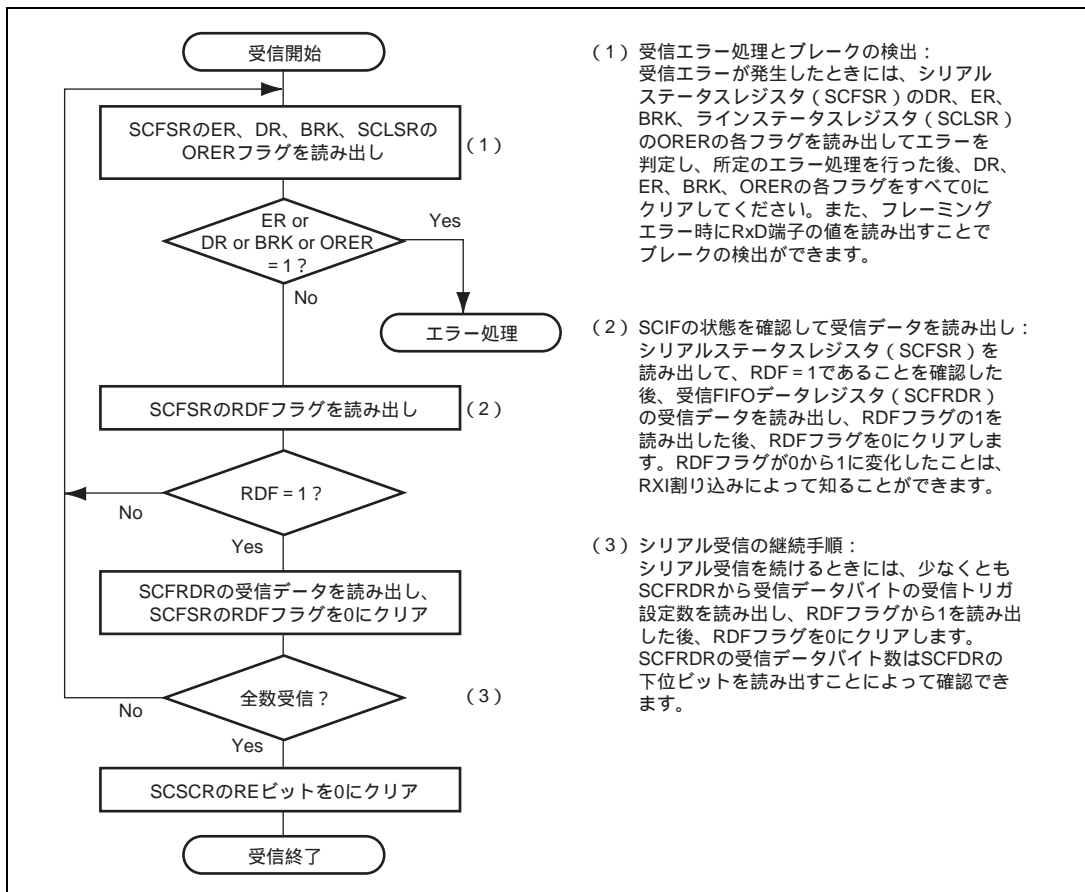 受信開始
SCFSRのER、DR、BRK、SCLSRの
ORERフラグを読み出し
(1)
ER or
DR or BRK or ORER
= 1 ?
Yes
No
エラー処理
SCFSRのRDFフラグを読み出し
(2)
RDF = 1 ?
No
Yes
SCFRDRの受信データを読み出し、
SCFSRのRDFフラグを0にクリア
全数受信 ?
(3)
No
Yes
SCSCRのREビットを0にクリア
受信終了
(1) 受信エラー処理とブレークの検出：
受信エラーが発生したときには、シリアル
ステータスレジスタ（SCFSR）のDR、ER、
BRK、ラインステータスレジスタ（SCLSR）
のORERの各フラグを読み出してエラーを
判定し、所定のエラー処理を行った後、DR、
ER、BRK、ORERの各フラグをすべて0に
クリアしてください。また、フレーミング
エラー時にRxD端子の値を読み出すことで
ブレークの検出ができます。
(2) SCIFの状態を確認して受信データを読み出し：
シリアルステータスレジスタ（SCFSR）を
読み出して、RDF = 1であることを確認した
後、受信FIFOデータレジスタ（SCFRDR）
の受信データを読み出し、RDFフラグの1を
読み出した後、RDFフラグを0にクリアしま
す。RDFフラグが0から1に変化したことは、
RXI割り込みによって知ることができます。
(3) シリアル受信の継続手順：
シリアル受信を続けるときには、少なくとも
SCFRDRから受信データバイトの受信トリガ
設定数を読み出し、RDFフラグから1を読み出
した後、RDFフラグを0にクリアします。
SCFRDRの受信データバイト数はSCFDRの
下位ビットを読み出すことによって確認でき
ます。